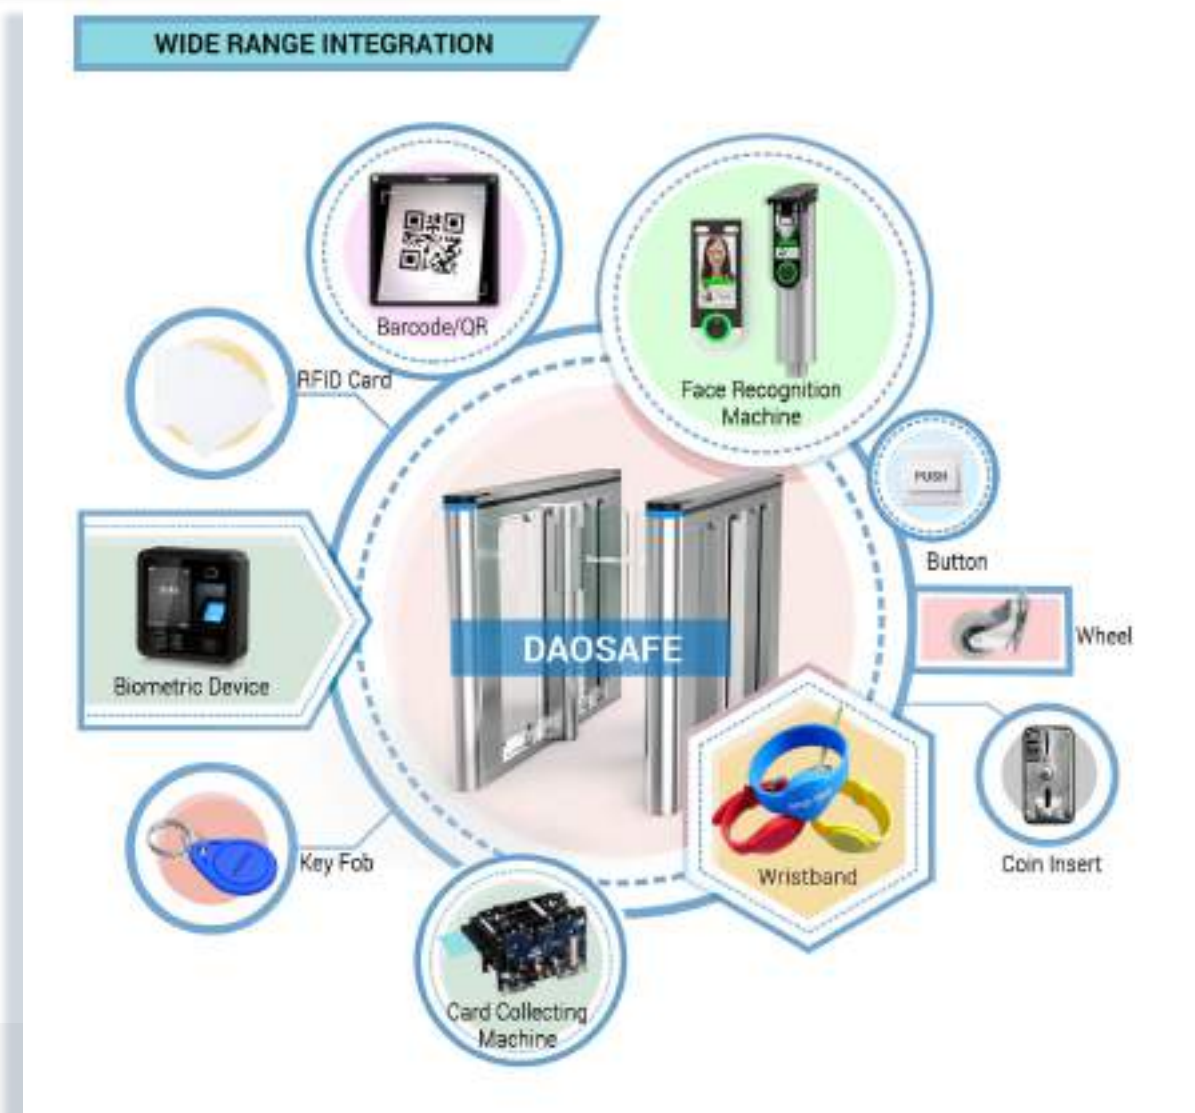 WIDE RANGE INTEGRATION
Barcode/QR
Face Recognition
Machine
RFID Card
PUSH
Button
Wheel
DAOSAFE
Biometric Device
Key Fob
Wristband
Coin Insert
Card Collecting
Machine